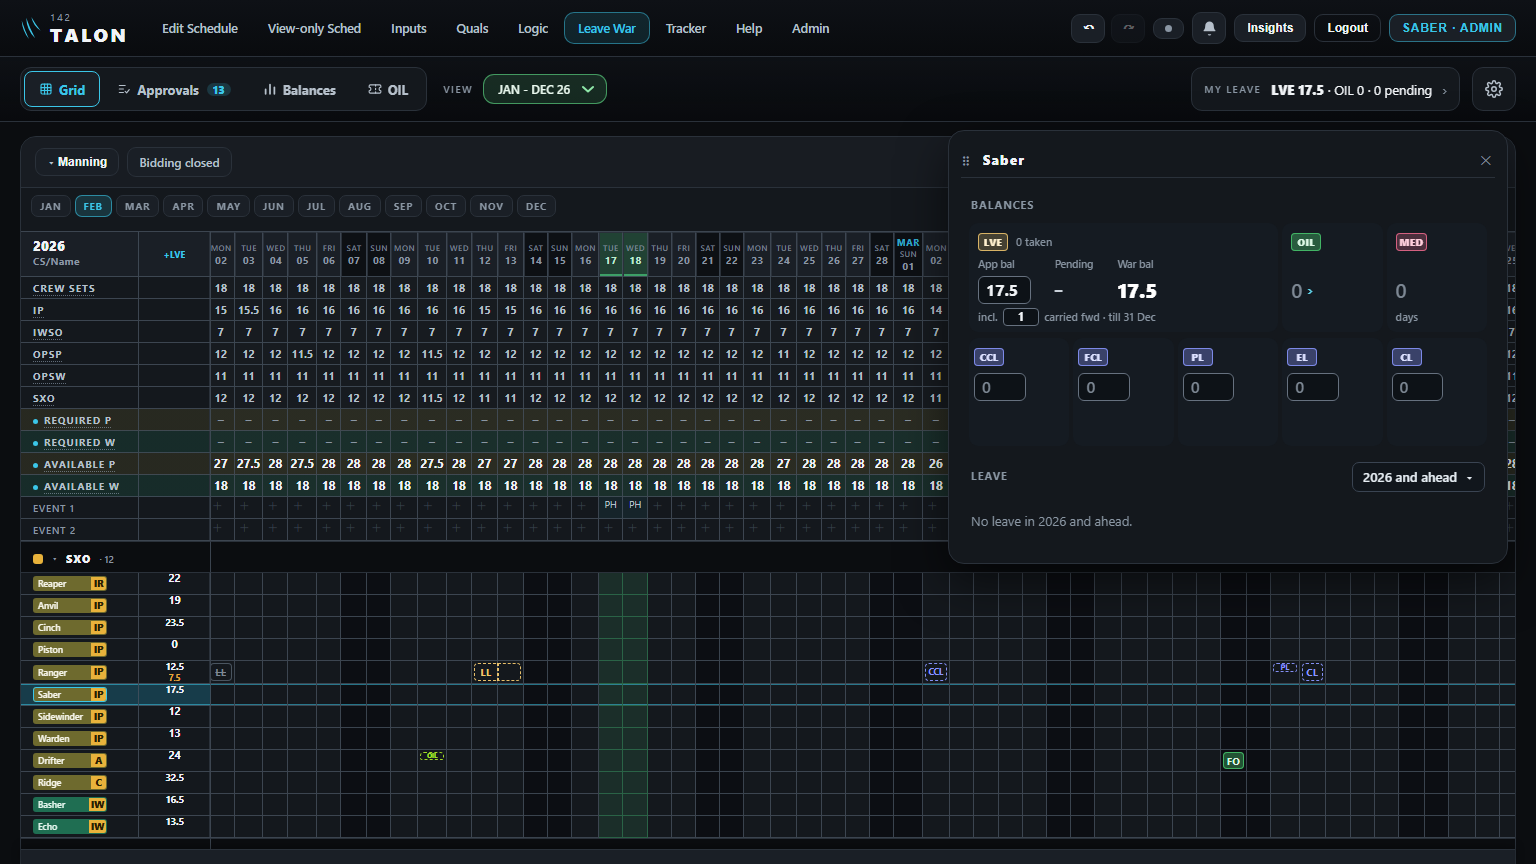 142
TALON
Edit Schedule
View-only Sched
Inputs
Quals
Logic
Leave War
Tracker
Help
Admin
Insights
Logout
SABER · ADMIN
Grid
Approvals 13
Balances
OIL
VIEW
JAN - DEC 26
MY LEAVE LVE 17.5 · OIL 0 · 0 pending ›
Manning
Bidding closed
JAN FEB MAR APR MAY JUN JUL AUG SEP OCT NOV DEC
2026
CS/Name
+LVE
MON TUE WED THU FRI SAT SUN MON TUE WED THU FRI SAT SUN MON TUE WED THU FRI SAT SUN MON TUE WED THU FRI SAT MAR SUN MON
02 03 04 05 06 07 08 09 10 11 12 13 14 15 16 17 18 19 20 21 22 23 24 25 26 27 28 01 02
CREW SETS 18 18 18 18 18 18 18 18 18 18 18 18 18 18 18 18 18 18 18 18 18 18 18 18 18 18 18 18 18
IP 15 15.5 16 16 16 16 16 16 16 16 15 15 16 16 16 16 16 16 16 16 16 16 16 16 16 16 16 16 14
IWSO 7 7 7 7 7 7 7 7 7 7 7 7 7 7 7 7 7 7 7 7 7 7 7 7 7 7 7 7 7
OPSP 12 12 12 11.5 12 12 12 12 11.5 12 12 12 12 12 12 12 12 12 12 12 12 12 11 12 12 12 12 12 12
OPSW 11 11 11 11 11 11 11 11 11 11 11 11 11 11 11 11 11 11 11 11 11 11 11 11 11 11 11 11 11
SXO 12 12 12 12 12 12 12 12 11.5 12 11 11 12 12 12 12 12 12 12 12 12 12 12 12 12 12 12 12 11
REQUIRED P – – – – – – – – – – – – – – – – – – – – – – – – – – – – –
REQUIRED W – – – – – – – – – – – – – – – – – – – – – – – – – – – – –
AVAILABLE P 27 27.5 28 27.5 28 28 28 28 27.5 28 27 27 28 28 28 28 28 28 28 28 28 28 27 28 28 28 28 28 26
AVAILABLE W 18 18 18 18 18 18 18 18 18 18 18 18 18 18 18 18 18 18 18 18 18 18 18 18 18 18 18 18 18
EVENT 1 + + + + + + + + + + + + + + + PH PH + + + + + + + + + + + +
EVENT 2 + + + + + + + + + + + + + + + + + + + + + + + + + + + + +
SXO · 12
Reaper IR 22
Anvil IP 19
Cinch IP 23.5
Piston IP 0
Ranger IP 12.5 7.5 LL LL CCL PL CL
Saber IP 17.5
Sidewinder IP 12
Warden IP 13
Drifter A 24 OIL FO
Ridge C 32.5
Basher IW 16.5
Echo IW 13.5
Saber
BALANCES
LVE 0 taken
App bal Pending War bal
17.5 – 17.5
incl. 1 carried fwd · till 31 Dec
OIL
0 ›
MED
0
days
CCL FCL PL EL CL
0 0 0 0 0
LEAVE
2026 and ahead
No leave in 2026 and ahead.